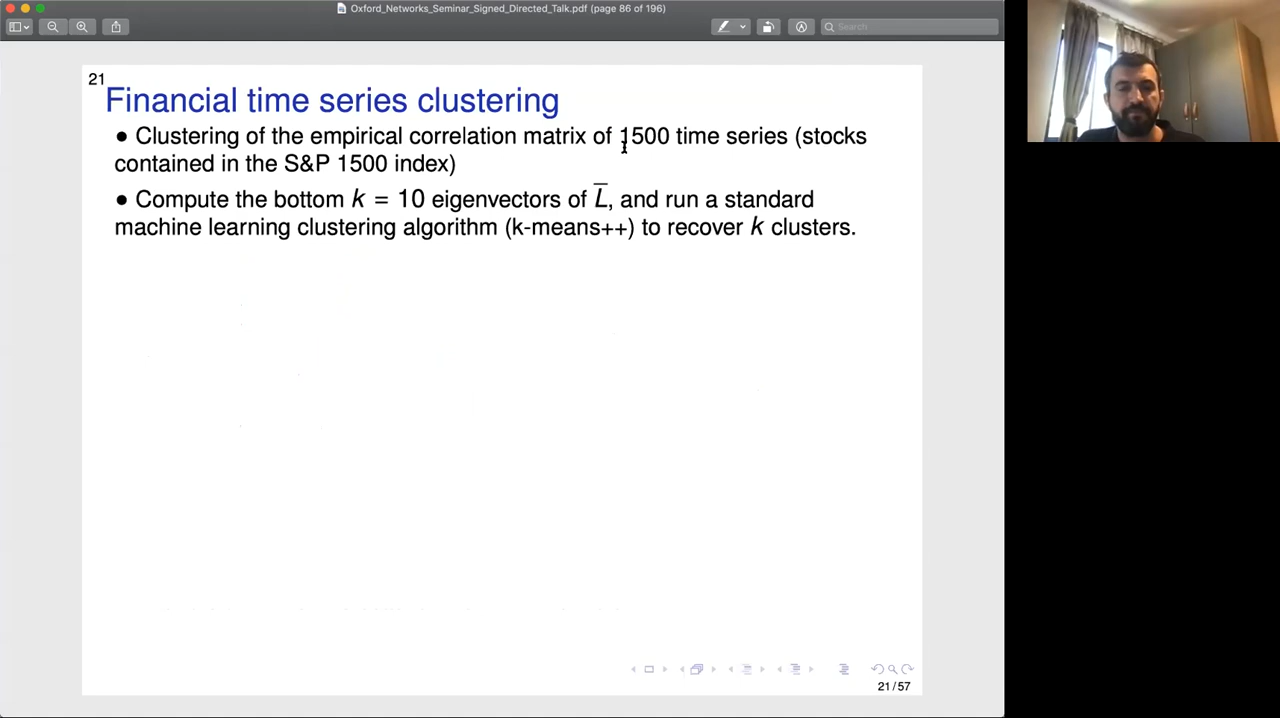 Oxford_Networks_Seminar_Signed_Directed_Talk.pdf (page 86 of 196)
Search
21
Financial time series clustering
● Clustering of the empirical correlation matrix of 1500 time series (stocks
contained in the S&P 1500 index)
● Compute the bottom k = 10 eigenvectors of L̅, and run a standard
machine learning clustering algorithm (k-means++) to recover k clusters.
21/57